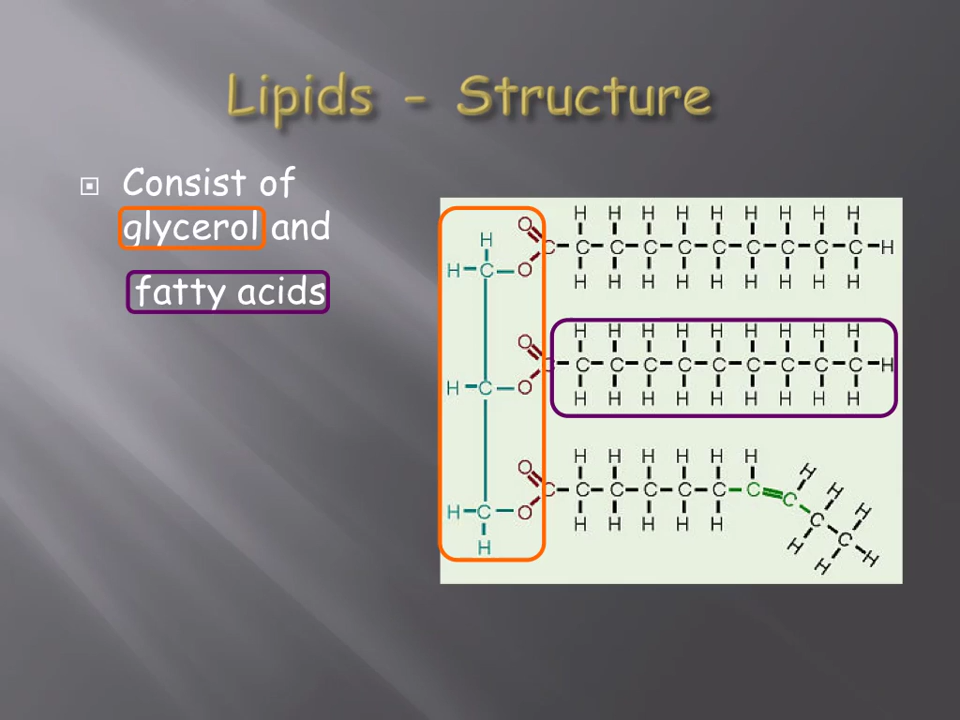 Lipids - Structure
Consist of
glycerol and
fatty acids
H H H H H H H H H
O
H
C-C-C-C-C-C-C-C-C-C-H
H-C-O
H H H H H H H H H
H H H H H H H H H
O
C-C-C-C-C-C-C-C-C-C-H
H-C-O
H H H H H H H H H
H H H H H H
O
H H H
C-C-C-C-C-C-C=C
H-C-O
C C H
H H H H H
H H H
H